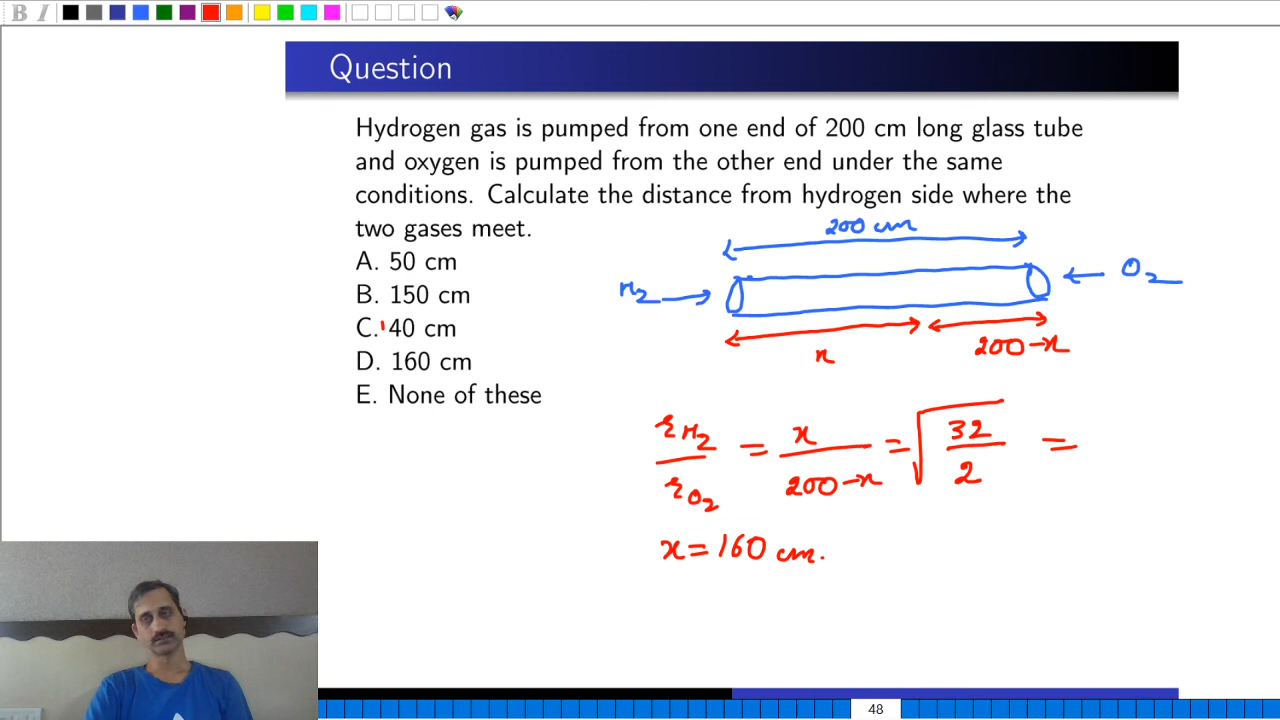 B I
Question
Hydrogen gas is pumped from one end of 200 cm long glass tube
and oxygen is pumped from the other end under the same
conditions. Calculate the distance from hydrogen side where the
two gases meet.
200 cm
A. 50 cm
B. 150 cm
C. 40 cm
D. 160 cm
E. None of these
H2
O2
x
200-x
rH2 / rO2 = x / 200-x = √(32 / 2) =
x = 160 cm.
48